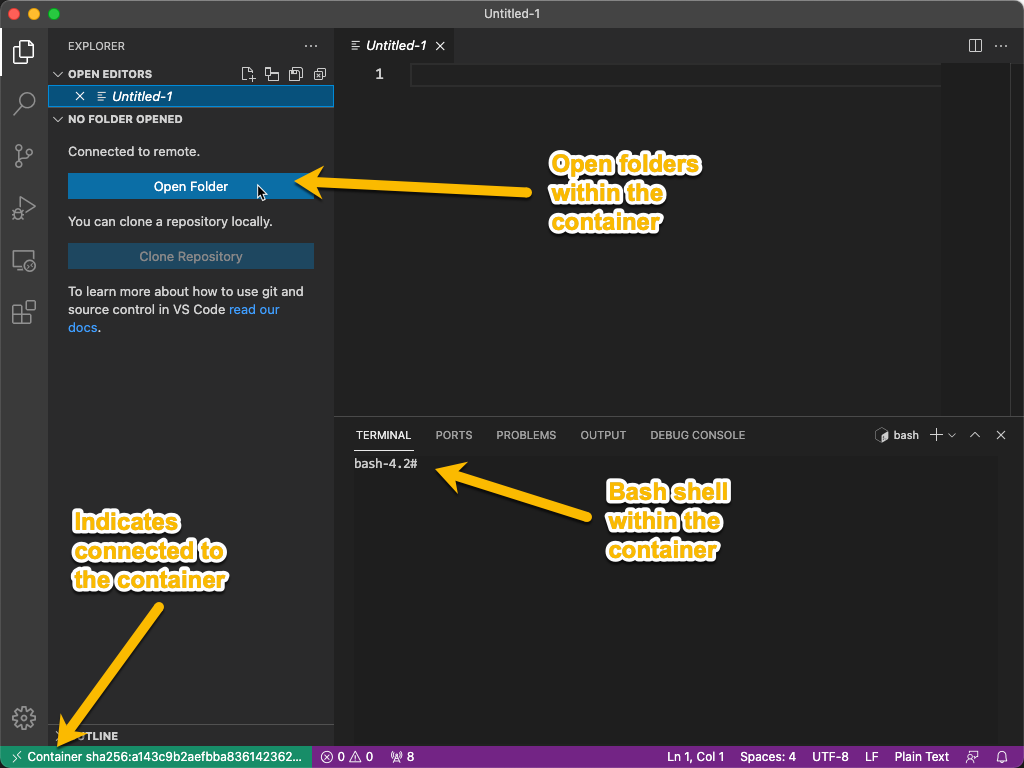 Untitled-1
EXPLORER
OPEN EDITORS
Untitled-1
NO FOLDER OPENED
Connected to remote.
Open Folder
You can clone a repository locally.
Clone Repository
To learn more about how to use git and
source control in VS Code read our
docs.
Untitled-1
1
Open folders
within the
container
TERMINAL
PORTS
PROBLEMS
OUTPUT
DEBUG CONSOLE
bash
bash-4.2#
Bash shell
within the
container
Indicates
connected to
the container
Container sha256:a143c9b2aefbba836142362...
0
0
8
Ln 1, Col 1
Spaces: 4
UTF-8
LF
Plain Text